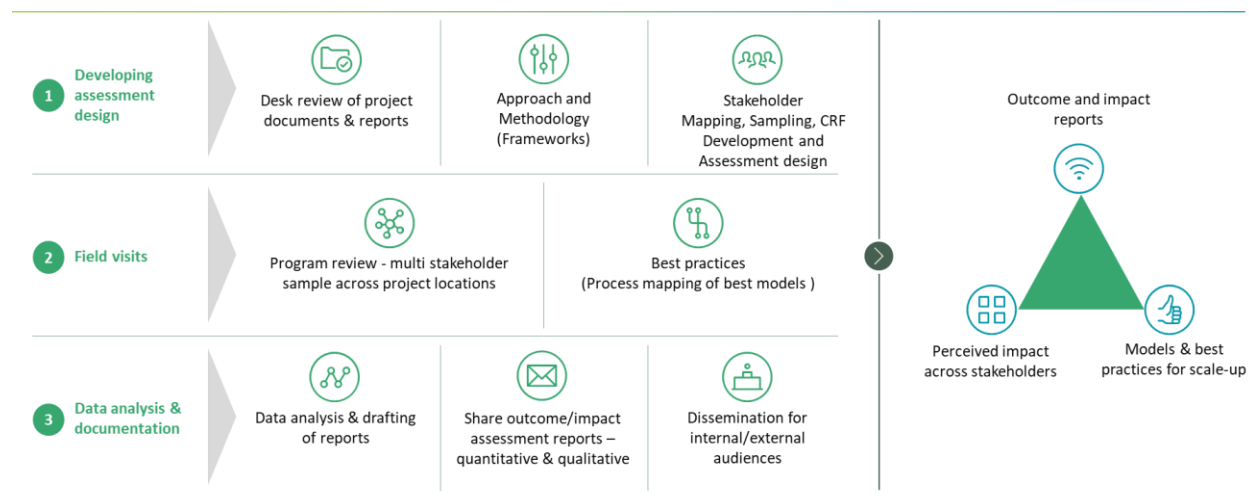 1
Developing
assessment
design
Desk review of project
documents & reports
Approach and
Methodology
(Frameworks)
Stakeholder
Mapping, Sampling, CRF
Development and
Assessment design
2
Field visits
Program review - multi stakeholder
sample across project locations
Best practices
(Process mapping of best models )
3
Data analysis &
documentation
Data analysis & drafting
of reports
Share outcome/impact
assessment reports –
quantitative & qualitative
Dissemination for
internal/external
audiences
Outcome and impact
reports
Perceived impact
across stakeholders
Models & best
practices for scale-up